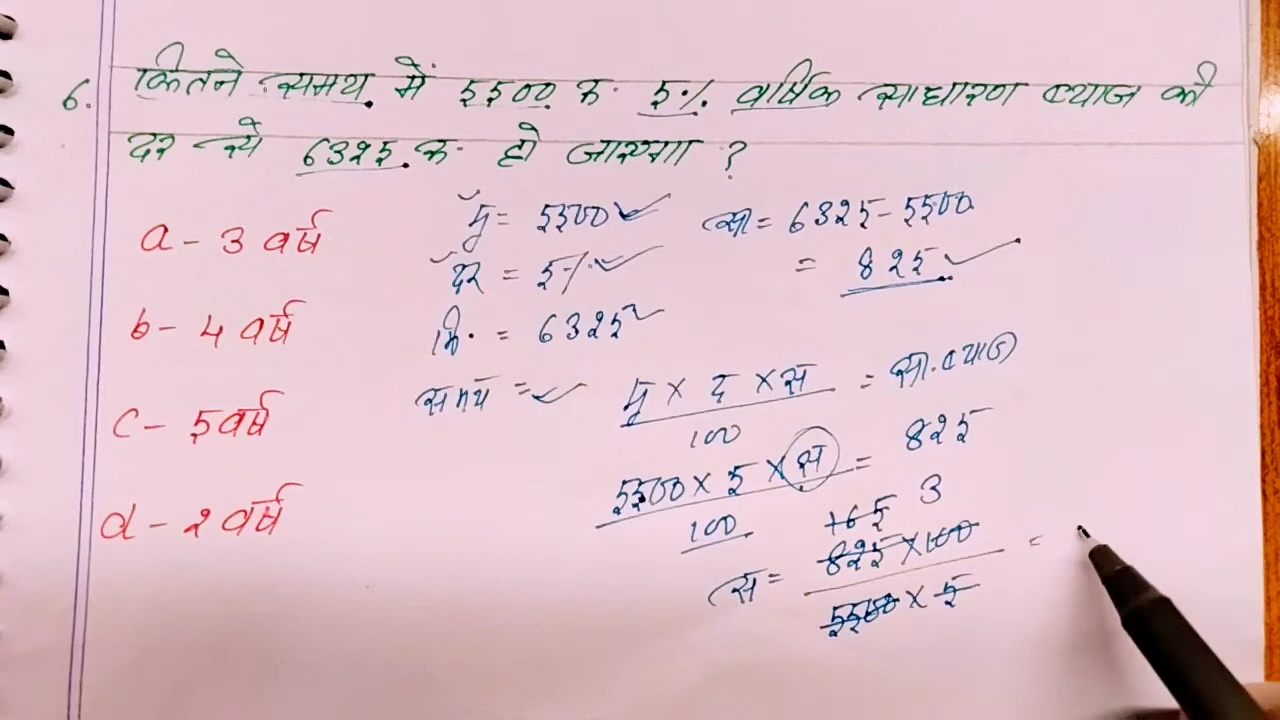 6. कितने समय में 5500 रु. 5% वार्षिक साधारण ब्याज की
दर से 6325 रु. हो जाएगा ?
a - 3 वर्ष
b - 4 वर्ष
c - 5 वर्ष
d - 2 वर्ष
मू = 5500
दर = 5%
मि. = 6325
समय =
सा = 6325 - 5500
= 825
मू × द × स = सा. ब्याज
100
5500 × 5 × स = 825
100
165 3
स = 825 × 100 =
5500 × 5